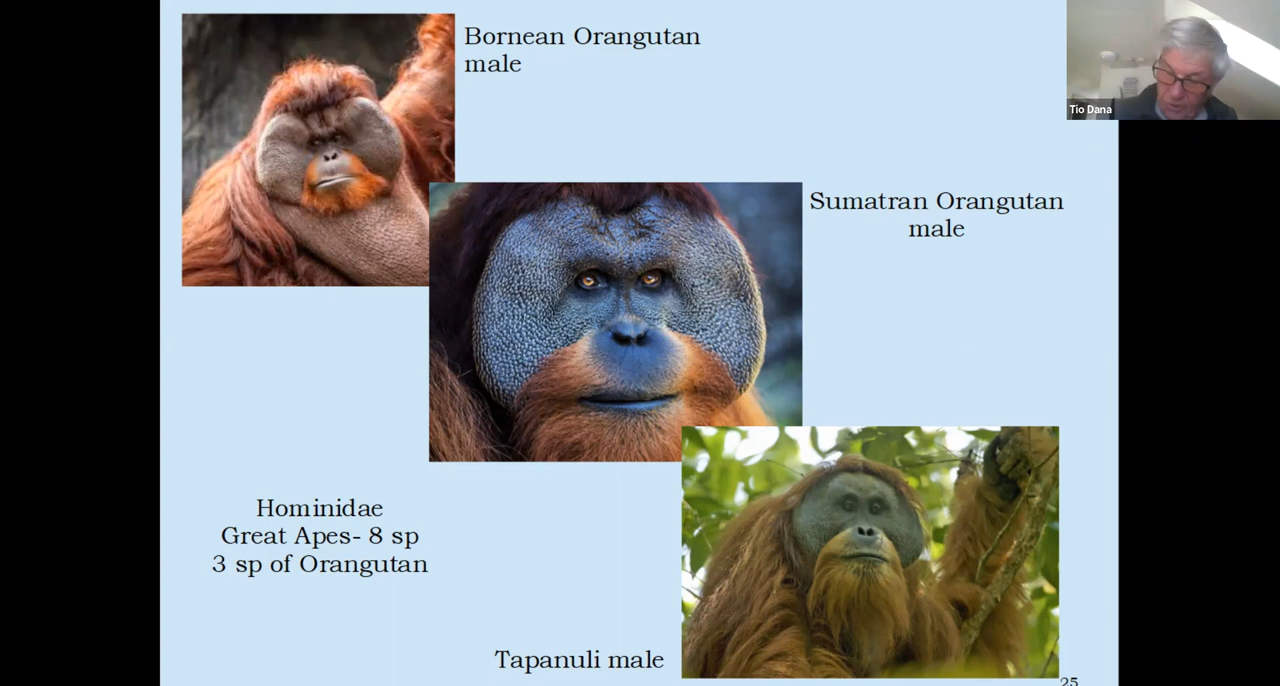 Bornean Orangutan
male
Tio Dana
Sumatran Orangutan
male
Hominidae
Great Apes- 8 sp
3 sp of Orangutan
Tapanuli male
25